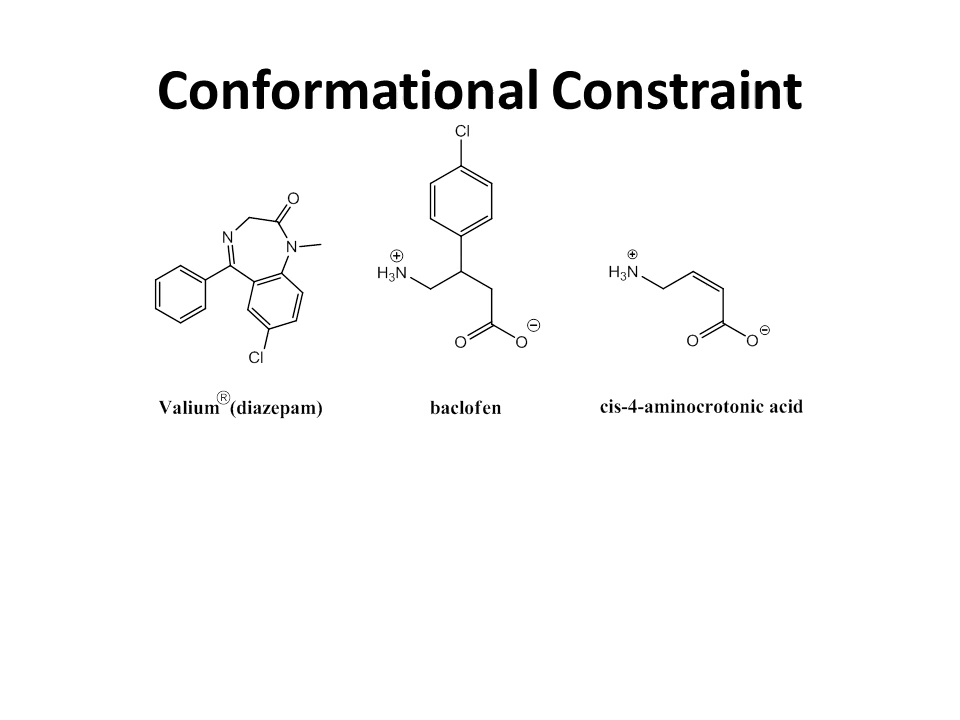 Conformational Constraint
Cl
O
N
N
Cl
⊕
H₃N
O
O
⊖
⊕
H₃N
O
O
⊖
Valium® (diazepam)
baclofen
cis-4-aminocrotonic acid